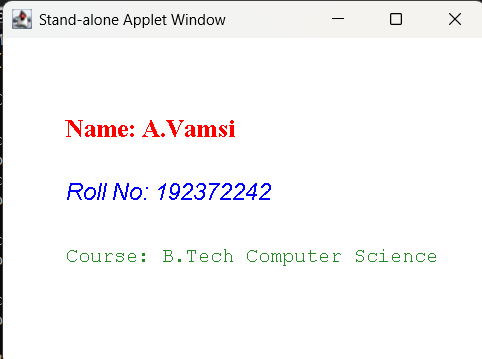 Stand-alone Applet Window
Name: A.Vamsi
Roll No: 192372242
Course: B.Tech Computer Science